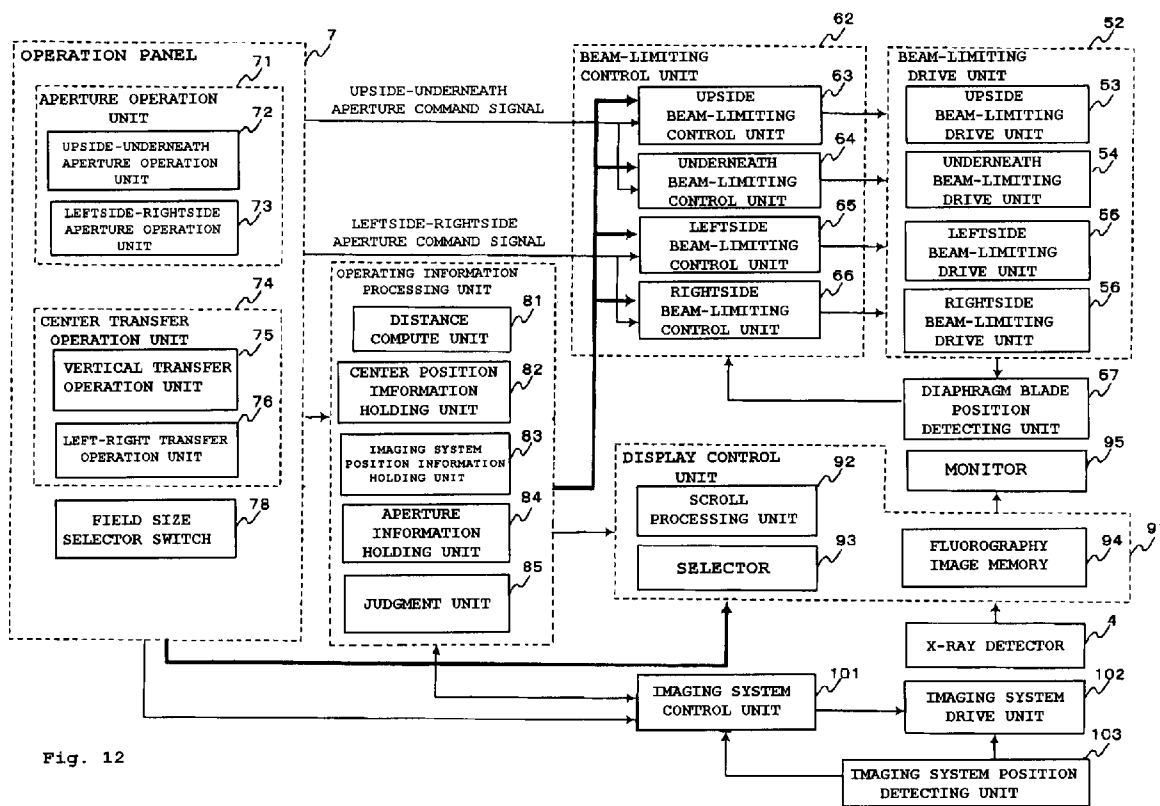 OPERATION PANEL
7
71
APERTURE OPERATION
UNIT
72
UPSIDE-UNDERNEATH
APERTURE OPERATION
UNIT
73
LEFTSIDE-RIGHTSIDE
APERTURE OPERATION
UNIT
74
CENTER TRANSFER
OPERATION UNIT
75
VERTICAL TRANSFER
OPERATION UNIT
76
LEFT-RIGHT TRANSFER
OPERATION UNIT
78
FIELD SIZE
SELECTOR SWITCH
UPSIDE-UNDERNEATH
APERTURE COMMAND SIGNAL
LEFTSIDE-RIGHTSIDE
APERTURE COMMAND SIGNAL
OPERATING INFORMATION
PROCESSING UNIT
81
DISTANCE
COMPUTE UNIT
82
CENTER POSITION
IMFORMATION
HOLDING UNIT
83
IMAGING SYSTEM
POSITION INFORMATION
HOLDING UNIT
84
APERTURE
INFORMATION
HOLDING UNIT
85
JUDGMENT UNIT
62
BEAM-LIMITING
CONTROL UNIT
63
UPSIDE
BEAM-LIMITING
CONTROL UNIT
64
UNDERNEATH
BEAM-LIMITING
CONTROL UNIT
65
LEFTSIDE
BEAM-LIMITING
CONTROL UNIT
66
RIGHTSIDE
BEAM-LIMITING
CONTROL UNIT
52
BEAM-LIMITING
DRIVE UNIT
53
UPSIDE
BEAM-LIMITING
DRIVE UNIT
54
UNDERNEATH
BEAM-LIMITING
DRIVE UNIT
56
LEFTSIDE
BEAM-LIMITING
DRIVE UNIT
56
RIGHTSIDE
BEAM-LIMITING
DRIVE UNIT
67
DIAPHRAGM BLADE
POSITION
DETECTING UNIT
95
MONITOR
DISPLAY CONTROL
UNIT
92
SCROLL
PROCESSING UNIT
93
SELECTOR
9
94
FLUOROGRAPHY
IMAGE MEMORY
4
X-RAY DETECTOR
101
IMAGING SYSTEM
CONTROL UNIT
102
IMAGING SYSTEM
DRIVE UNIT
103
IMAGING SYSTEM POSITION
DETECTING UNIT
Fig. 12